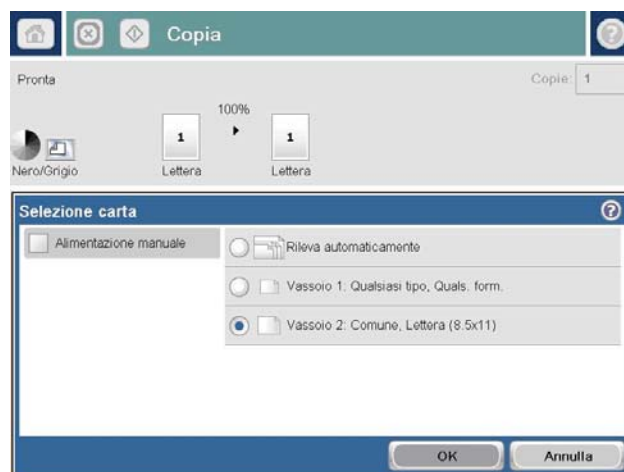 Copia
Pronta
Copie: 1
100%
1
1
Nero/Grigio
Lettera
Lettera
Selezione carta
Alimentazione manuale
Rileva automaticamente
Vassoio 1: Qualsiasi tipo, Quals. form.
Vassoio 2: Comune, Lettera (8.5x11)
OK
Annulla